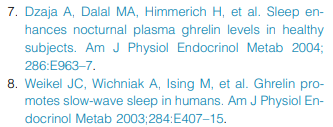 7. Dzaja A, Dalal MA, Himmerich H, et al. Sleep en-
hances nocturnal plasma ghrelin levels in healthy
subjects. Am J Physiol Endocrinol Metab 2004;
286:E963–7.
8. Weikel JC, Wichniak A, Ising M, et al. Ghrelin pro-
motes slow-wave sleep in humans. Am J Physiol En-
docrinol Metab 2003;284:E407–15.